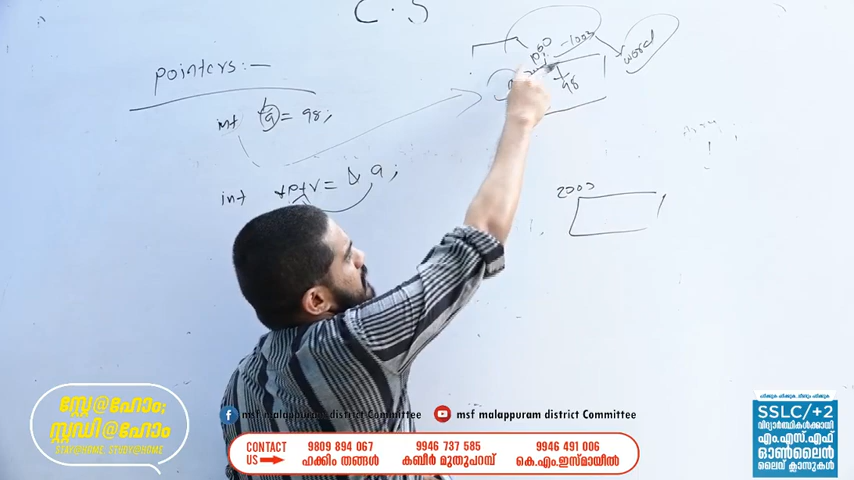 C.S
pointers:-
int a = 98;
int *ptr = & a;
1000 -1003
word
98
2000
സ്റ്റേ@ഹോം;
സ്റ്റഡി@ഹോം
STAY@HOME, STUDY@HOME
msf malappuram district Committee
msf malappuram district Committee
CONTACT US
9809 894 067
ഹക്കീം തങ്ങൾ
9946 737 585
കബീർ മുതുപറമ്പ്
9946 491 006
കെ.എം.ഇസ്മായീൽ
SSLC/+2
വിദ്യാർത്ഥികൾക്കായി
എം.എസ്.എഫ്
ഓൺലൈൻ
ലൈവ് ക്ലാസുകൾ